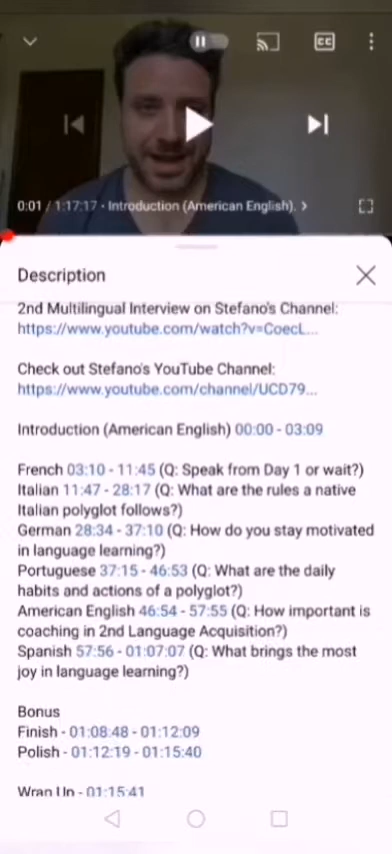 0:01 / 1:17:17 • Introduction (American English). >
Description
2nd Multilingual Interview on Stefano's Channel:
https://www.youtube.com/watch?v=CoecL...
Check out Stefano's YouTube Channel:
https://www.youtube.com/channel/UCD79...
Introduction (American English) 00:00 - 03:09
French 03:10 - 11:45 (Q: Speak from Day 1 or wait?)
Italian 11:47 - 28:17 (Q: What are the rules a native
Italian polyglot follows?)
German 28:34 - 37:10 (Q: How do you stay motivated
in language learning?)
Portuguese 37:15 - 46:53 (Q: What are the daily
habits and actions of a polyglot?)
American English 46:54 - 57:55 (Q: How important is
coaching in 2nd Language Acquisition?)
Spanish 57:56 - 01:07:07 (Q: What brings the most
joy in language learning?)
Bonus
Finish - 01:08:48 - 01:12:09
Polish - 01:12:19 - 01:15:40
Wrap Up - 01:15:41